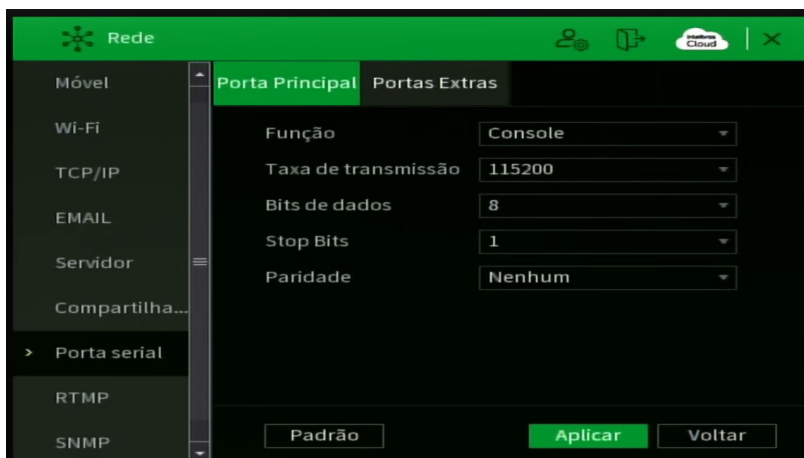 Rede
intelbras
Cloud
Móvel
Wi-Fi
TCP/IP
EMAIL
Servidor
Compartilha...
Porta serial
RTMP
SNMP
Porta Principal
Portas Extras
Função
Console
Taxa de transmissão
115200
Bits de dados
8
Stop Bits
1
Paridade
Nenhum
Padrão
Aplicar
Voltar